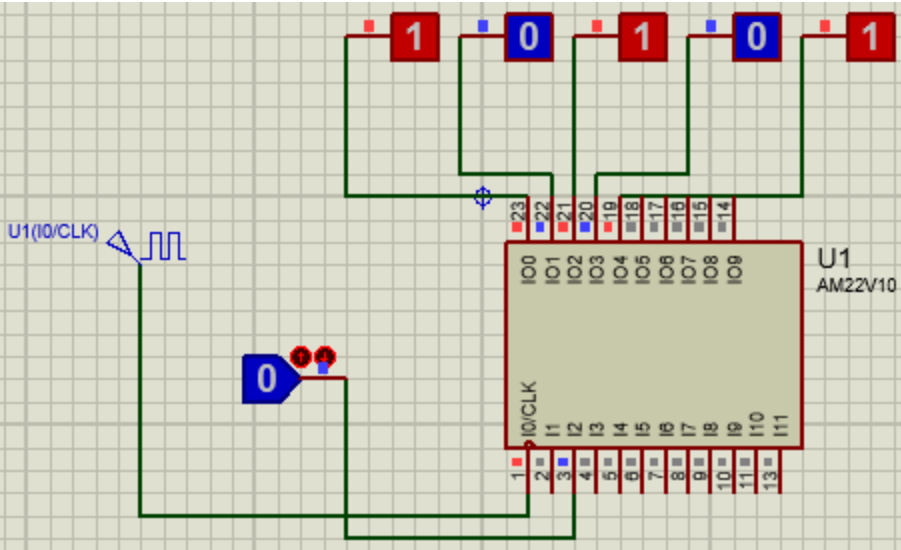 1 0 1 0 1
U1(I0/CLK)
23 22 21 20 19 18 17 16 15 14
IO0 IO1 IO2 IO3 IO4 IO5 IO6 IO7 IO8 IO9
U1
AM22V10
0
I0/CLK I1 I2 I3 I4 I5 I6 I7 I8 I9 I10 I11
1 2 3 4 5 6 7 8 9 10 11 13